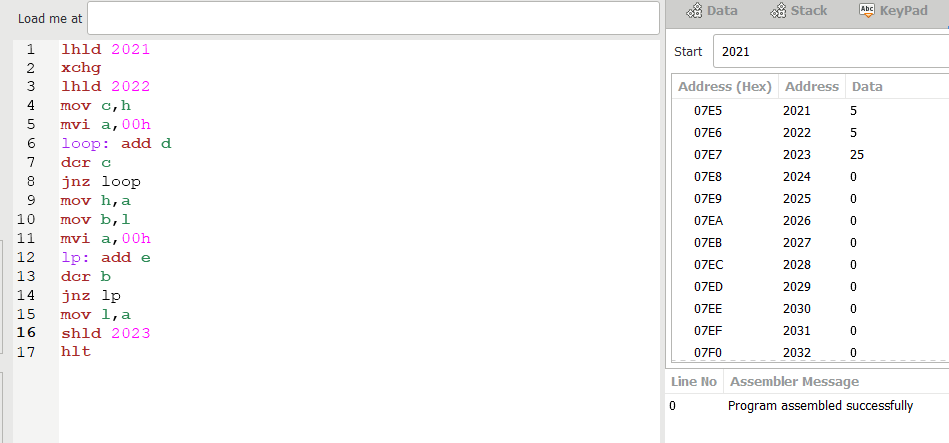 Load me at
1 lhld 2021
2 xchg
3 lhld 2022
4 mov c,h
5 mvi a,00h
6 loop: add d
7 dcr c
8 jnz loop
9 mov h,a
10 mov b,l
11 mvi a,00h
12 lp: add e
13 dcr b
14 jnz lp
15 mov l,a
16 shld 2023
17 hlt
Data Stack Abc KeyPad
Start 2021
Address (Hex) Address Data
07E5 2021 5
07E6 2022 5
07E7 2023 25
07E8 2024 0
07E9 2025 0
07EA 2026 0
07EB 2027 0
07EC 2028 0
07ED 2029 0
07EE 2030 0
07EF 2031 0
07F0 2032 0
Line No Assembler Message
0 Program assembled successfully